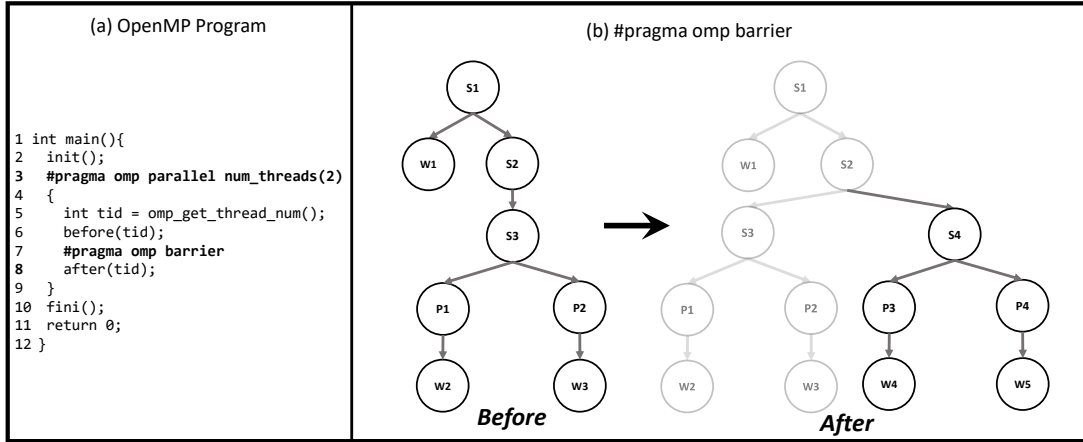 (a) OpenMP Program
1 int main(){
2 init();
3 #pragma omp parallel num_threads(2)
4 {
5 int tid = omp_get_thread_num();
6 before(tid);
7 #pragma omp barrier
8 after(tid);
9 }
10 fini();
11 return 0;
12 }
(b) #pragma omp barrier
S1
W1 S2
S3
P1 P2
W2 W3
Before
S1
W1 S2
S3 S4
P1 P2 P3 P4
W2 W3 W4 W5
After